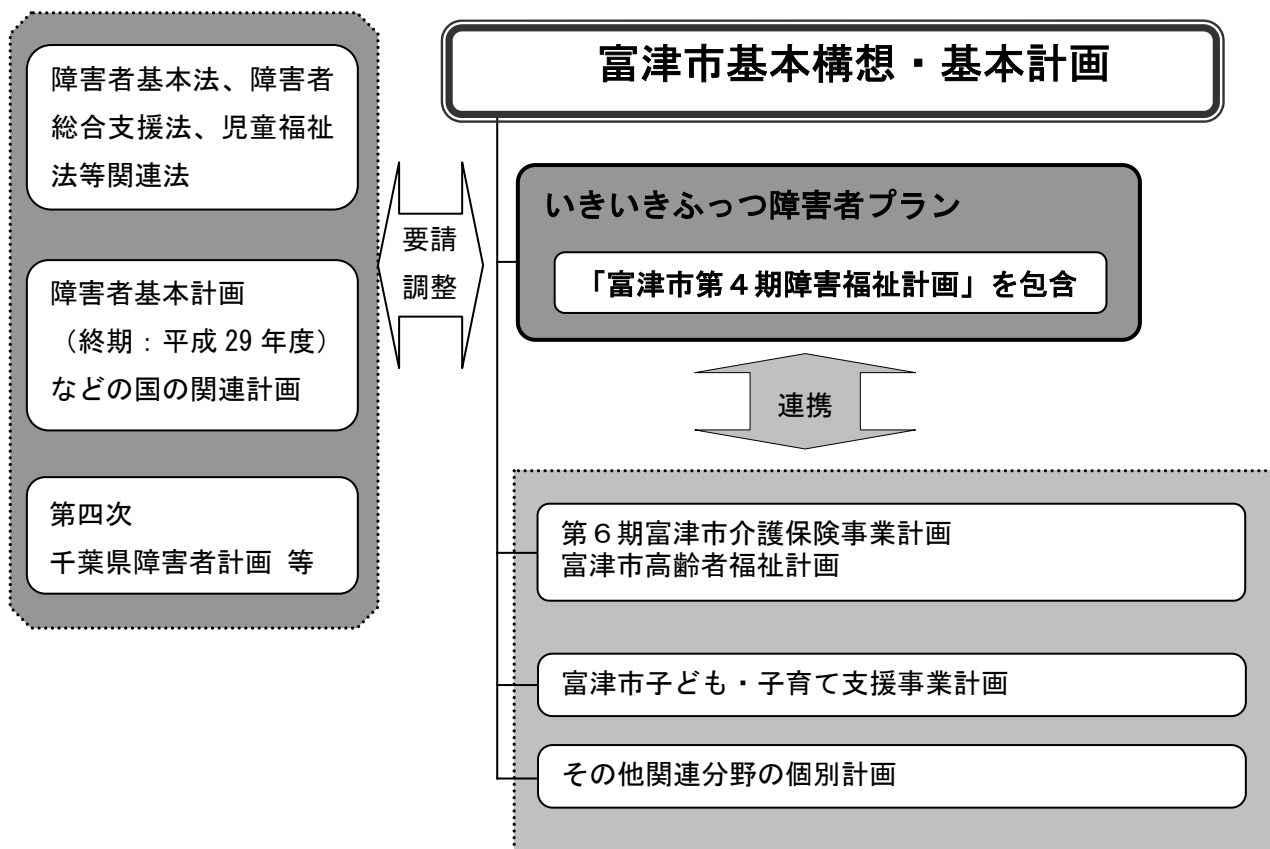 障害者基本法、障害者
総合支援法、児童福祉
法等関連法
障害者基本計画
（終期：平成 29 年度）
などの国の関連計画
第四次
千葉県障害者計画 等
要請
調整
富津市基本構想・基本計画
いきいきふっつ障害者プラン
「富津市第４期障害福祉計画」を包含
連携
第６期富津市介護保険事業計画
富津市高齢者福祉計画
富津市子ども・子育て支援事業計画
その他関連分野の個別計画